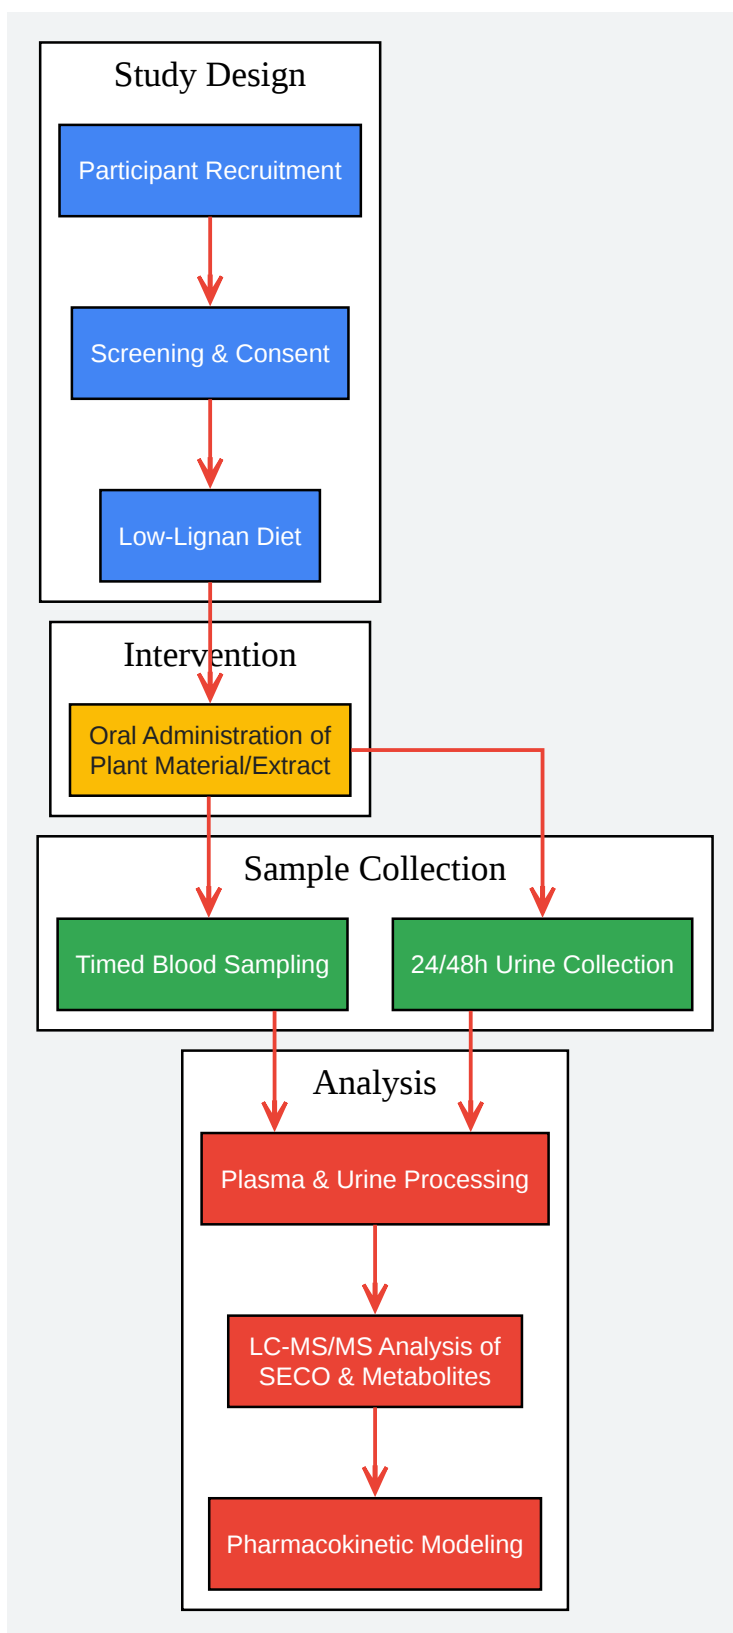 Study Design
Participant Recruitment
Screening & Consent
Low-Lignan Diet
Intervention
Oral Administration of
Plant Material/Extract
Sample Collection
Timed Blood Sampling
24/48h Urine Collection
Analysis
Plasma & Urine Processing
LC-MS/MS Analysis of
SECO & Metabolites
Pharmacokinetic Modeling